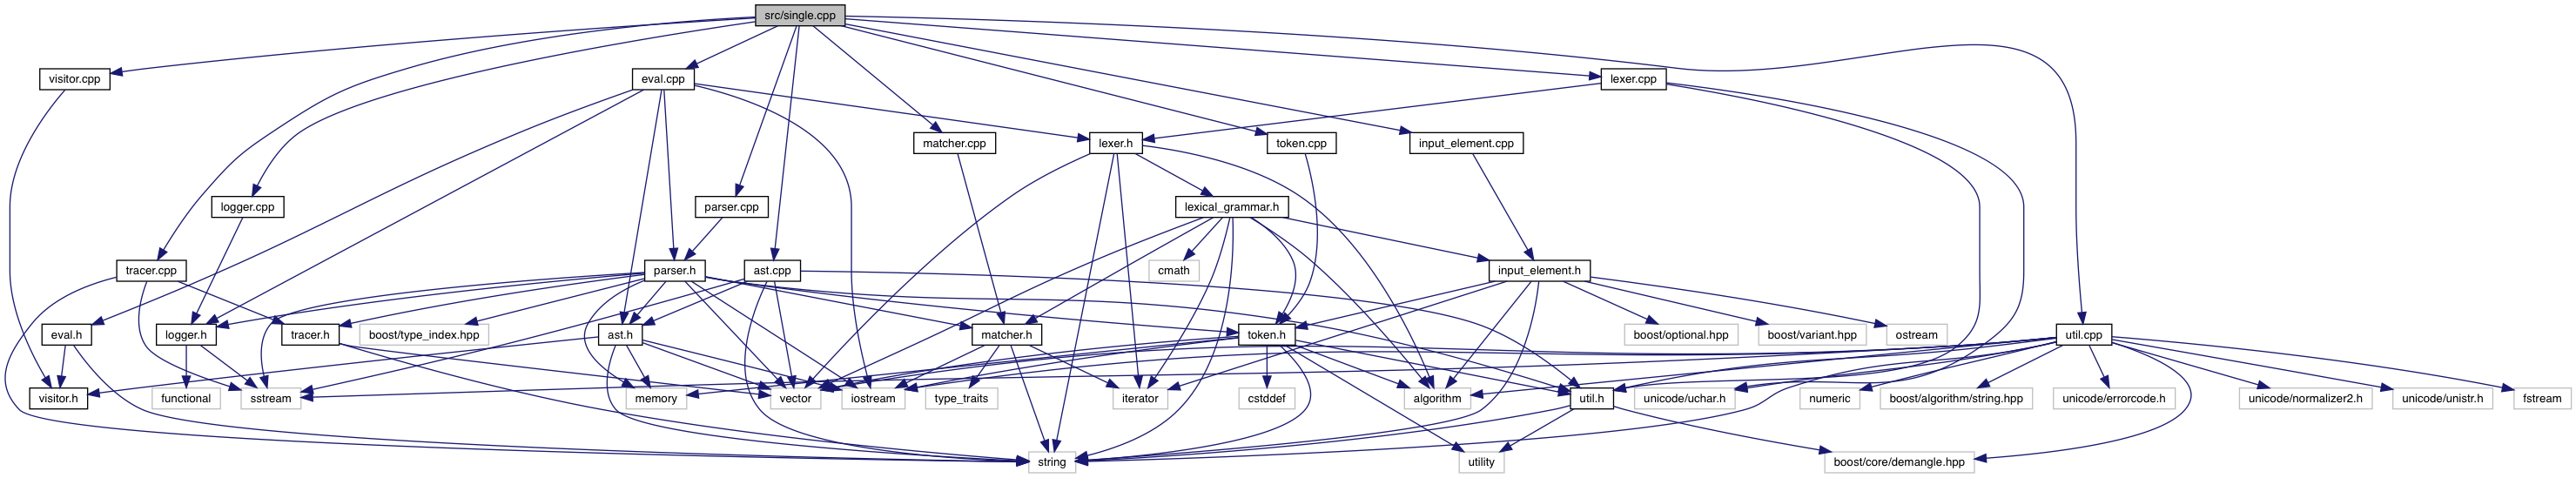 src/single.cpp
visitor.cpp
eval.cpp
lexer.cpp
matcher.cpp
lexer.h
token.cpp
input_element.cpp
logger.cpp
parser.cpp
lexical_grammar.h
tracer.cpp
parser.h
ast.cpp
cmath
input_element.h
eval.h
logger.h
tracer.h
boost/type_index.hpp
ast.h
matcher.h
token.h
boost/optional.hpp
boost/variant.hpp
ostream
util.cpp
visitor.h
functional
sstream
memory
vector
iostream
type_traits
iterator
cstddef
algorithm
util.h
unicode/uchar.h
numeric
boost/algorithm/string.hpp
unicode/errorcode.h
unicode/normalizer2.h
unicode/unistr.h
fstream
string
utility
boost/core/demangle.hpp